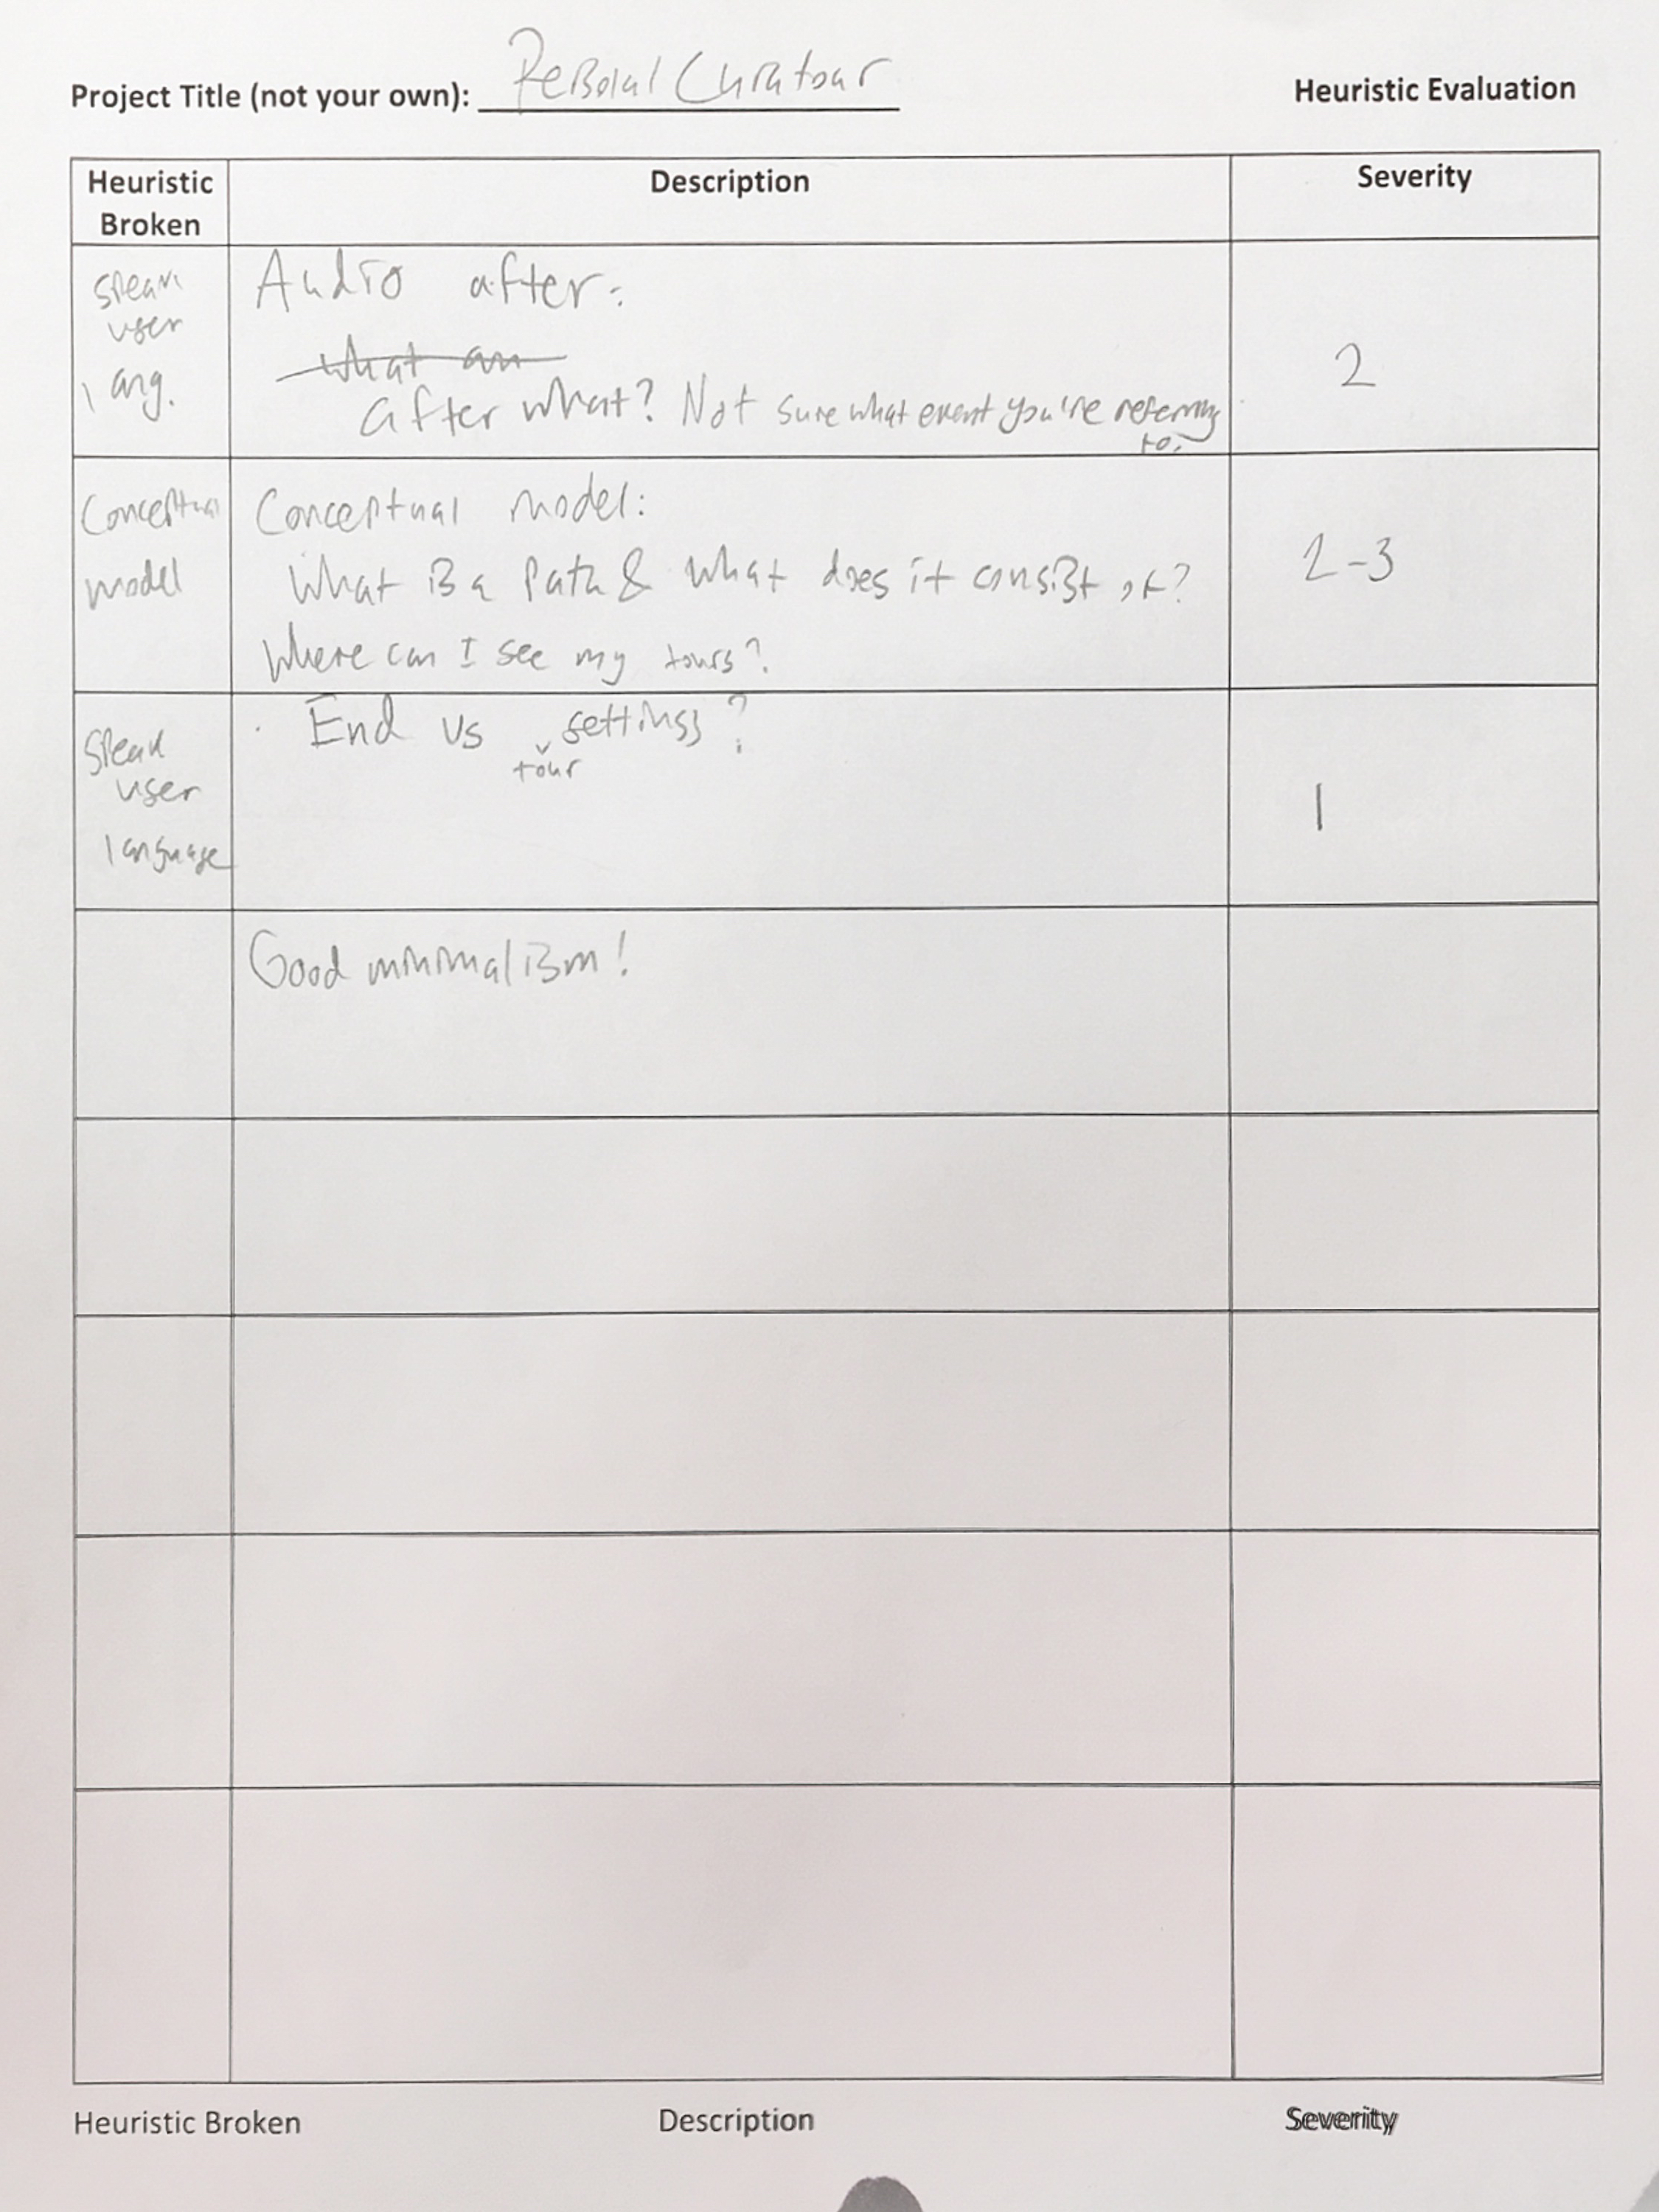 Project Title (not your own): Personal Curatour
Heuristic Evaluation
Heuristic Broken
Description
Severity
Speak
user
lang.
Audio after:
what an
after what? Not sure what event you're referring
to.
2
Conceptual
model
Conceptual model:
What is a Path & what does it consist of?
Where can I see my tours?
2-3
Speak
user
language
End vs tour settings?
1
Good minimalism!
Heuristic Broken
Description
Severity